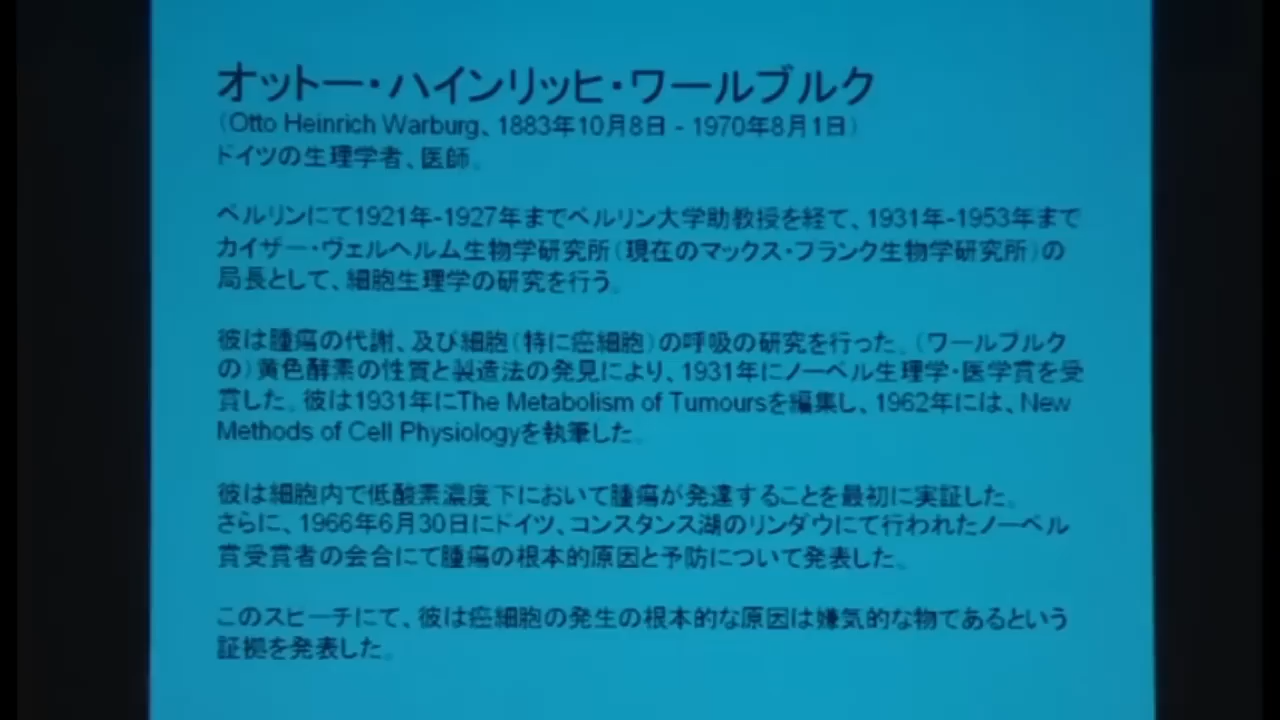 オットー・ハインリッヒ・ワールブルク
（Otto Heinrich Warburg、1883年10月8日 - 1970年8月1日）
ドイツの生理学者、医師。
ベルリンにて1921年-1927年までベルリン大学助教授を経て、1931年-1953年まで
カイザー・ヴェルヘルム生物学研究所（現在のマックス・フランク生物学研究所）の
局長として、細胞生理学の研究を行う。
彼は腫瘍の代謝、及び細胞（特に癌細胞）の呼吸の研究を行った。（ワールブルク
の）黄色酵素の性質と製造法の発見により、1931年にノーベル生理学・医学賞を受
賞した。彼は1931年にThe Metabolism of Tumoursを編集し、1962年には、New
Methods of Cell Physiologyを執筆した。
彼は細胞内で低酸素濃度下において腫瘍が発達することを最初に実証した。
さらに、1966年6月30日にドイツ、コンスタンス湖のリンダウにて行われたノーベル
賞受賞者の会合にて腫瘍の根本的原因と予防について発表した。
このスピーチにて、彼は癌細胞の発生の根本的な原因は嫌気的な物であるという
証拠を発表した。